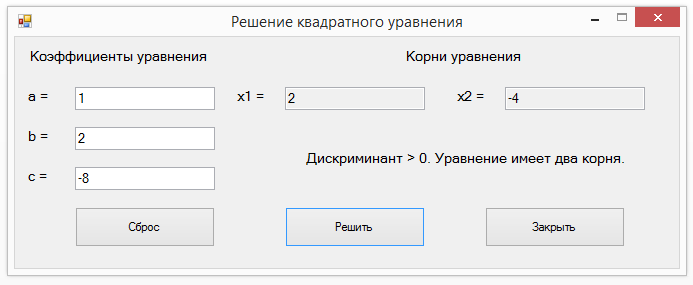 Решение квадратного уравнения
Коэффициенты уравнения
Корни уравнения
a = 1
x1 = 2
x2 = -4
b = 2
Дискриминант > 0. Уравнение имеет два корня.
c = -8
Сброс
Решить
Закрыть